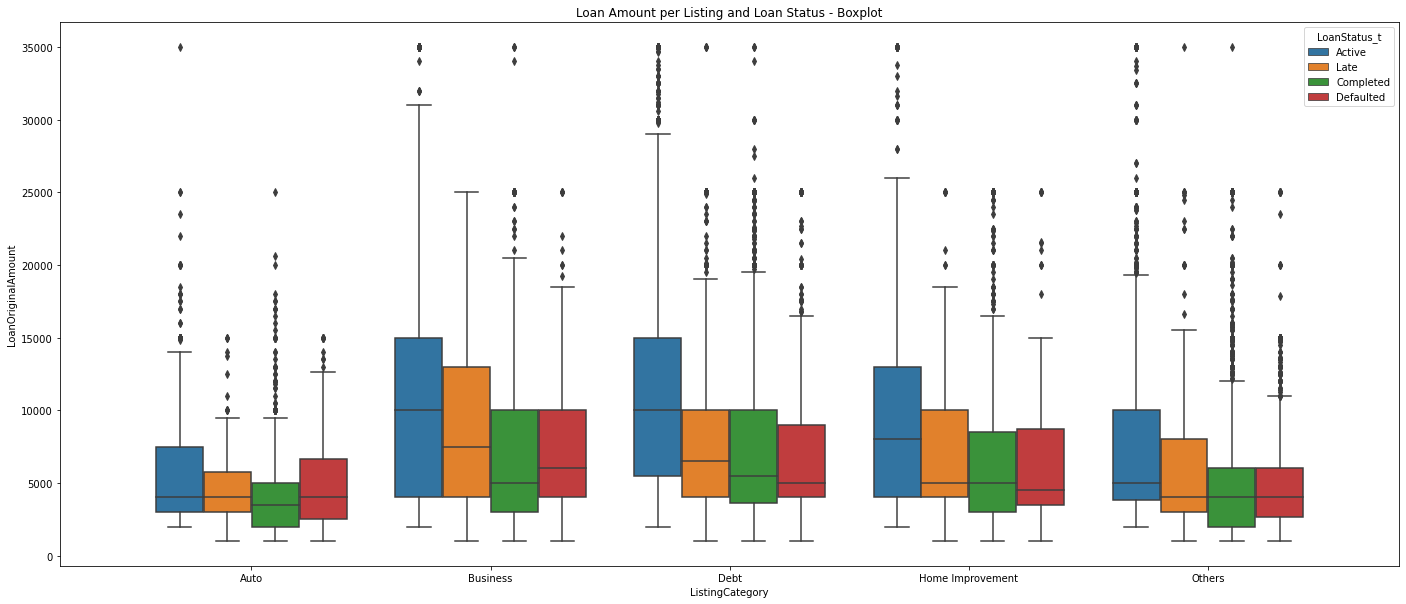 Loan Amount per Listing and Loan Status - Boxplot
LoanStatus_t
Active
Late
Completed
Defaulted
LoanOriginalAmount
35000
30000
25000
20000
15000
10000
5000
0
Auto Business Debt Home Improvement Others
ListingCategory